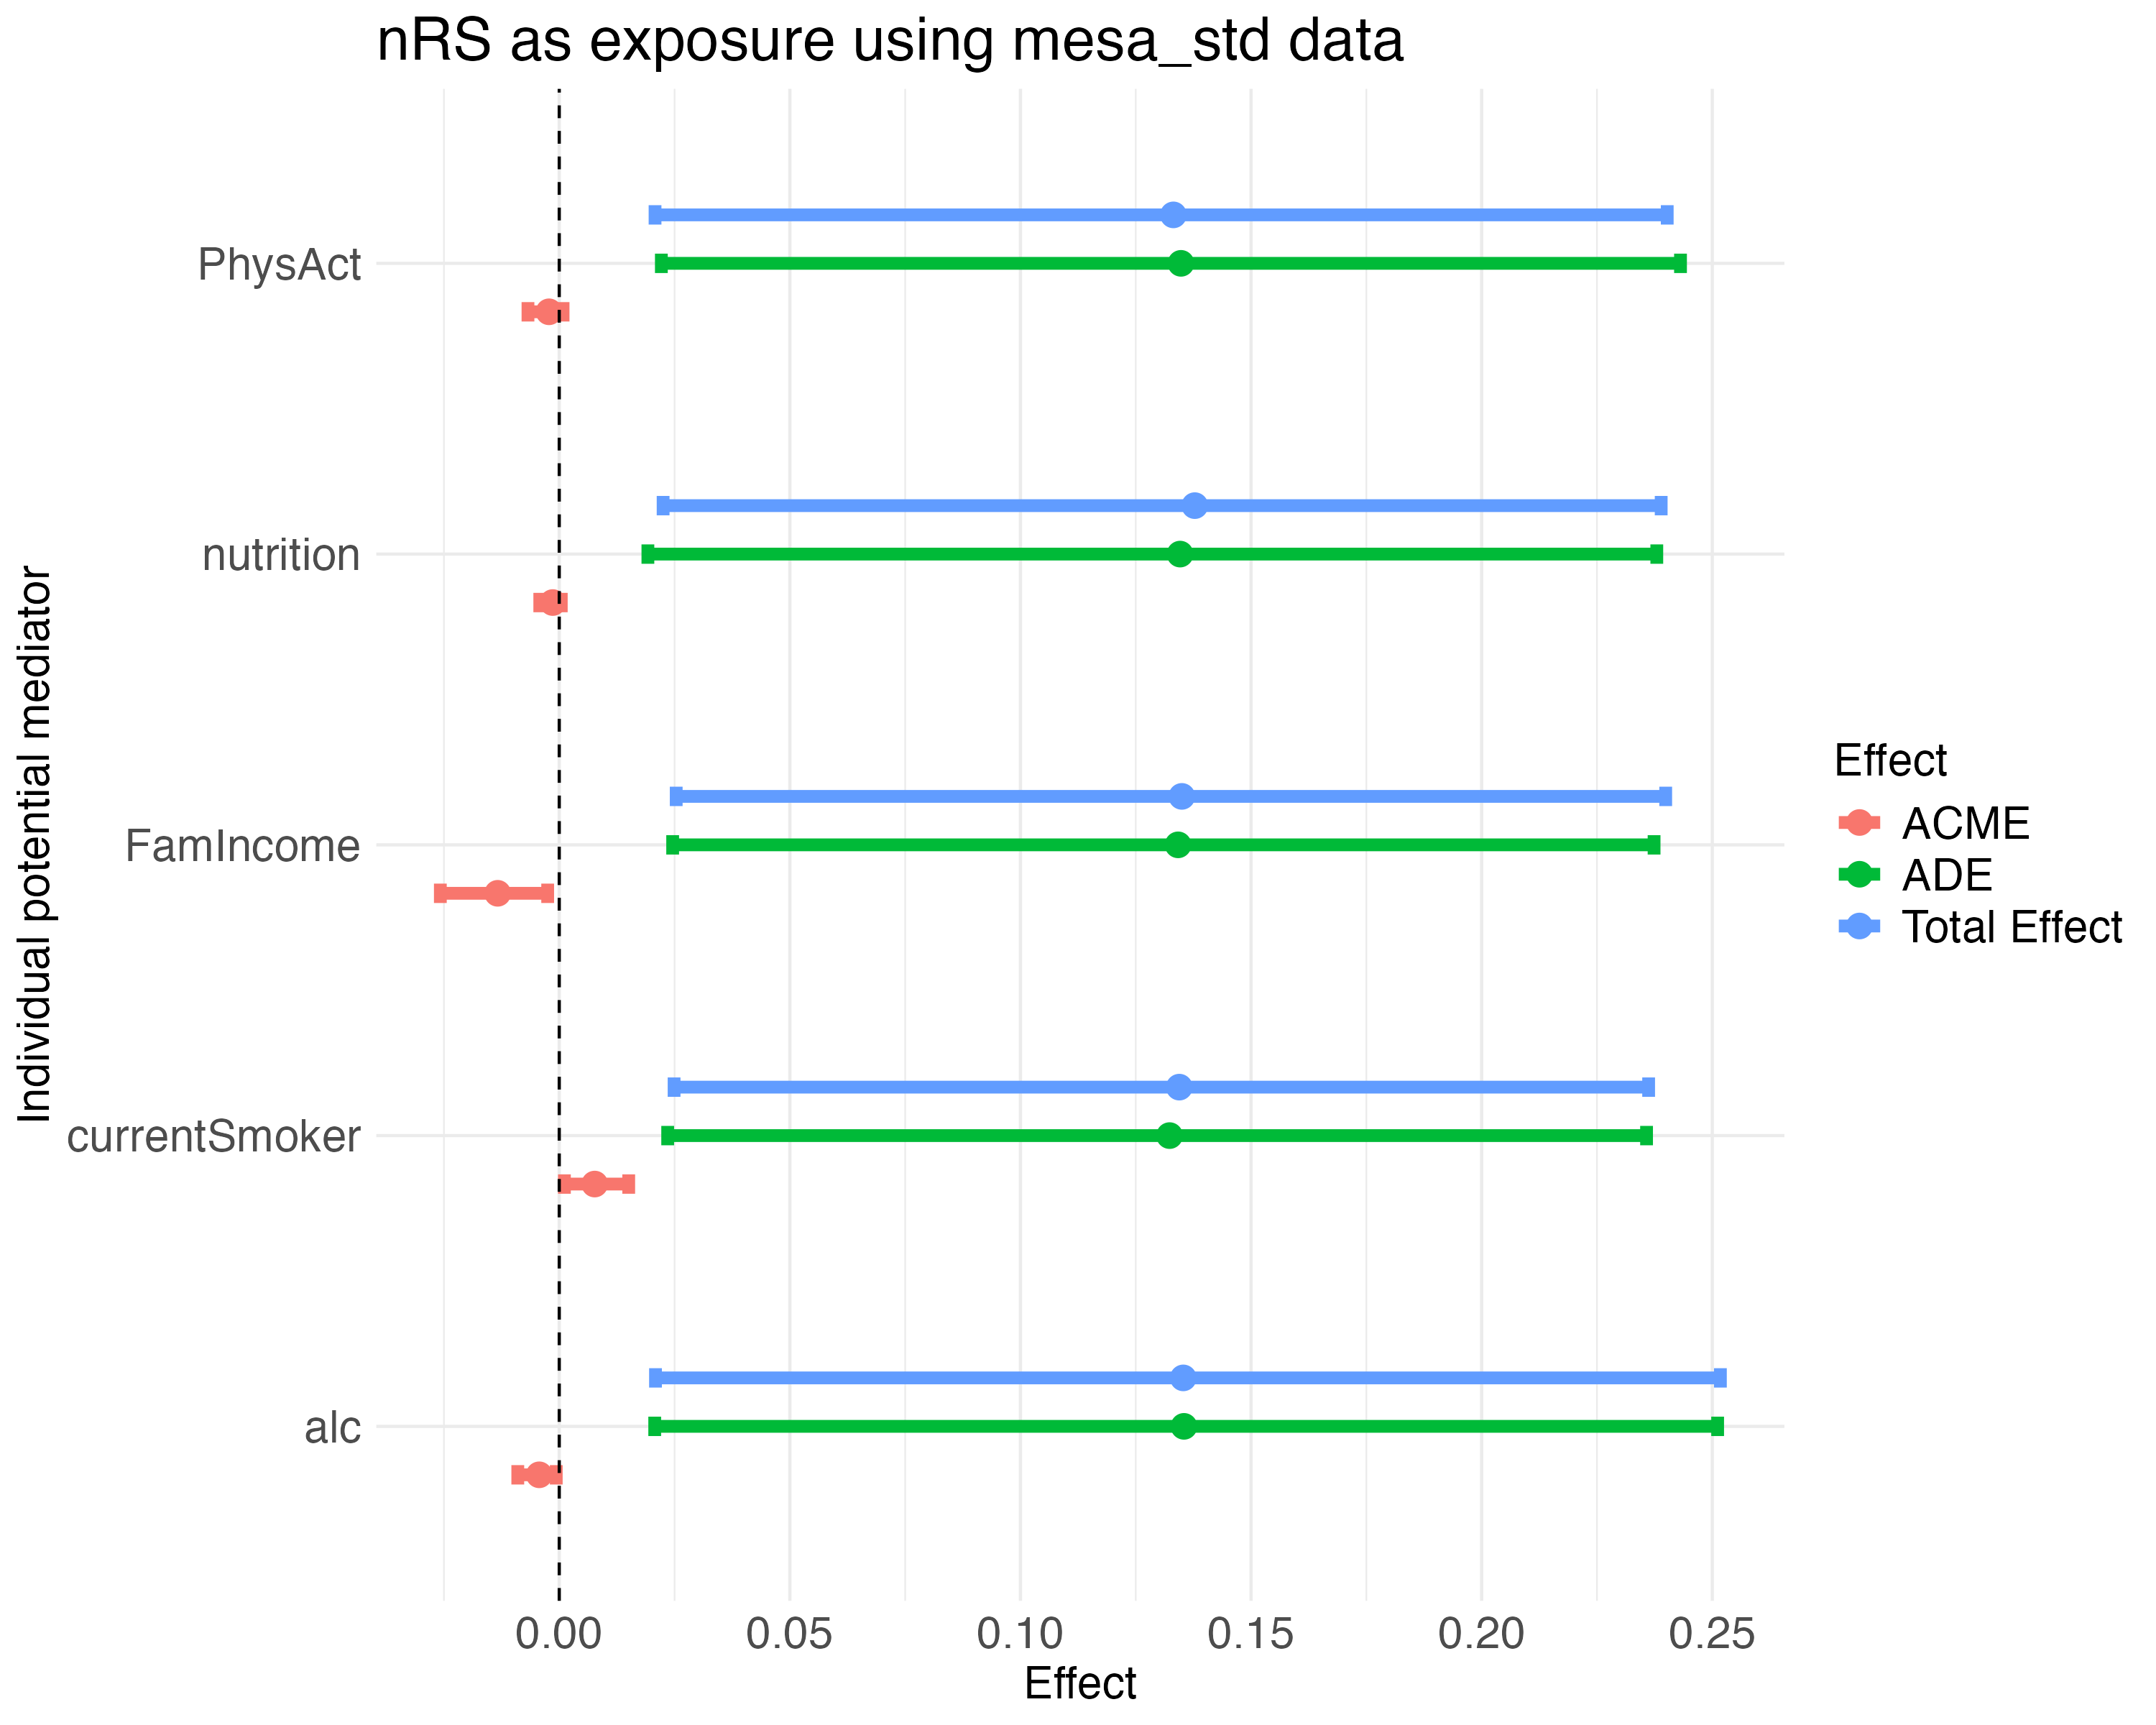 nRS as exposure using mesa_std data
Individual potential mediator
PhysAct
nutrition
FamIncome
currentSmoker
alc
0.00 0.05 0.10 0.15 0.20 0.25
Effect
Effect
ACME
ADE
Total Effect